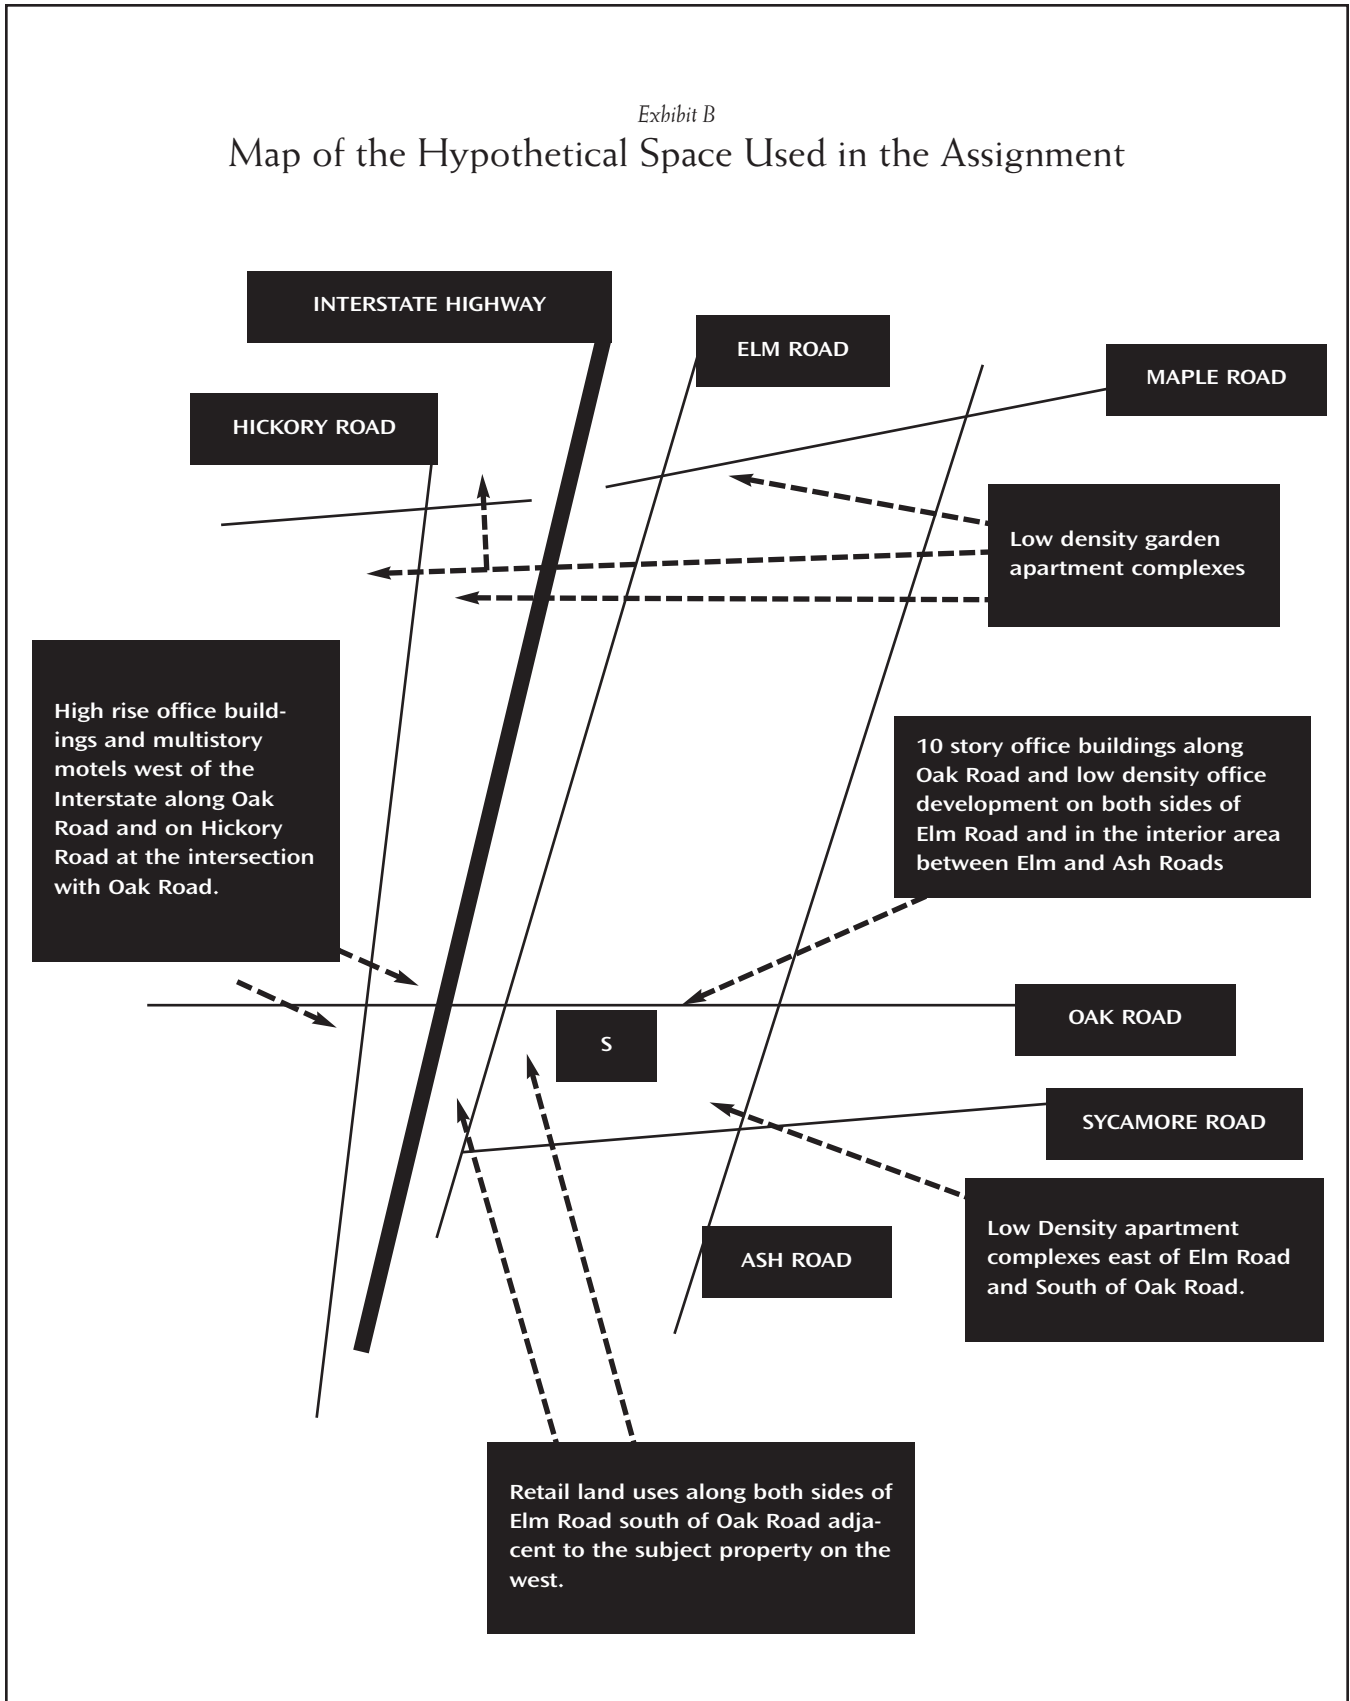 Exhibit B
Map of the Hypothetical Space Used in the Assignment
INTERSTATE HIGHWAY
ELM ROAD
MAPLE ROAD
HICKORY ROAD
Low density garden
apartment complexes
High rise office build-
ings and multistory
motels west of the
Interstate along Oak
Road and on Hickory
Road at the intersection
with Oak Road.
10 story office buildings along
Oak Road and low density office
development on both sides of
Elm Road and in the interior area
between Elm and Ash Roads
OAK ROAD
S
SYCAMORE ROAD
Low Density apartment
complexes east of Elm Road
and South of Oak Road.
ASH ROAD
Retail land uses along both sides of
Elm Road south of Oak Road adja-
cent to the subject property on the
west.